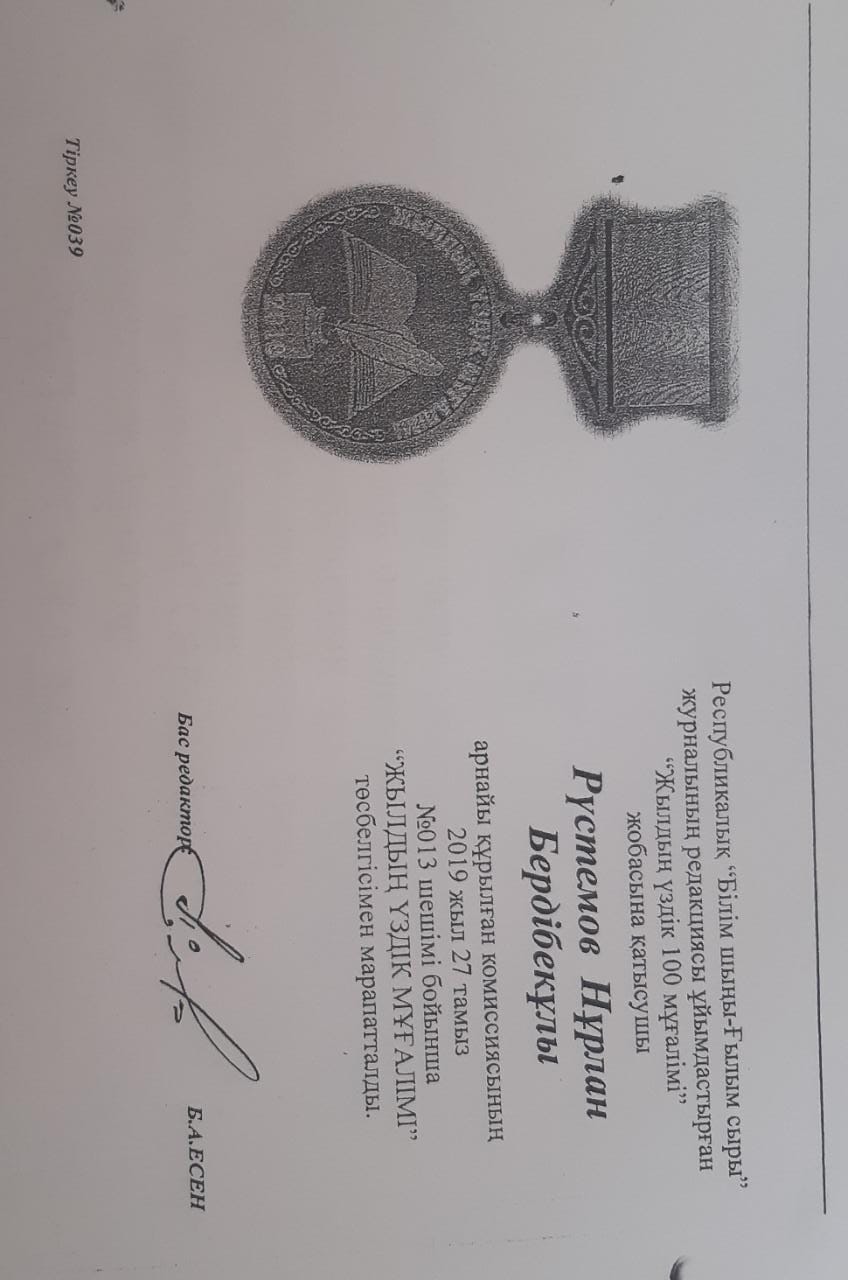 Республикалық “Білім шыңы-Ғылым сыры”
журналының редакциясы ұйымдастырған
“Жылдың үздік 100 мұғалімі”
жобасына қатысушы
Рустемов Нұрлан
Бердібекұлы
арнайы құрылған комиссиясының
2019 жыл 27 тамыз
№013 шешімі бойынша
“ЖЫЛДЫҢ ҮЗДІК МҰҒАЛІМІ”
төсбелгісімен марапатталды.
Бас редактор:
Б.А.ЕСЕН
Тіркеу №039